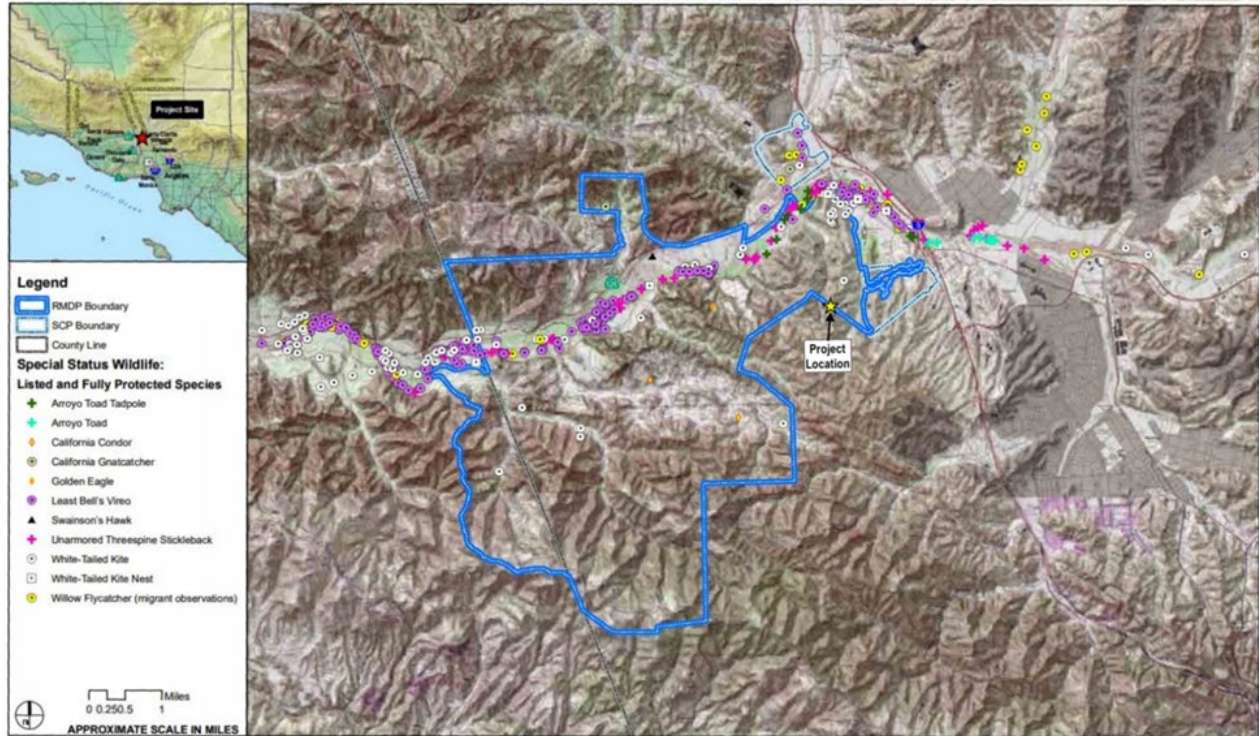 Project Site
Pacific Ocean
Legend
RMDP Boundary
SCP Boundary
County Line
Special Status Wildlife:
Listed and Fully Protected Species
Arroyo Toad Tadpole
Arroyo Toad
California Condor
California Gnatcatcher
Golden Eagle
Least Bell's Vireo
Swainson's Hawk
Unarmored Threespine Stickleback
White-Tailed Kite
White-Tailed Kite Nest
Willow Flycatcher (migrant observations)
Miles
0 0.250.5 1
APPROXIMATE SCALE IN MILES
Project
Location
5